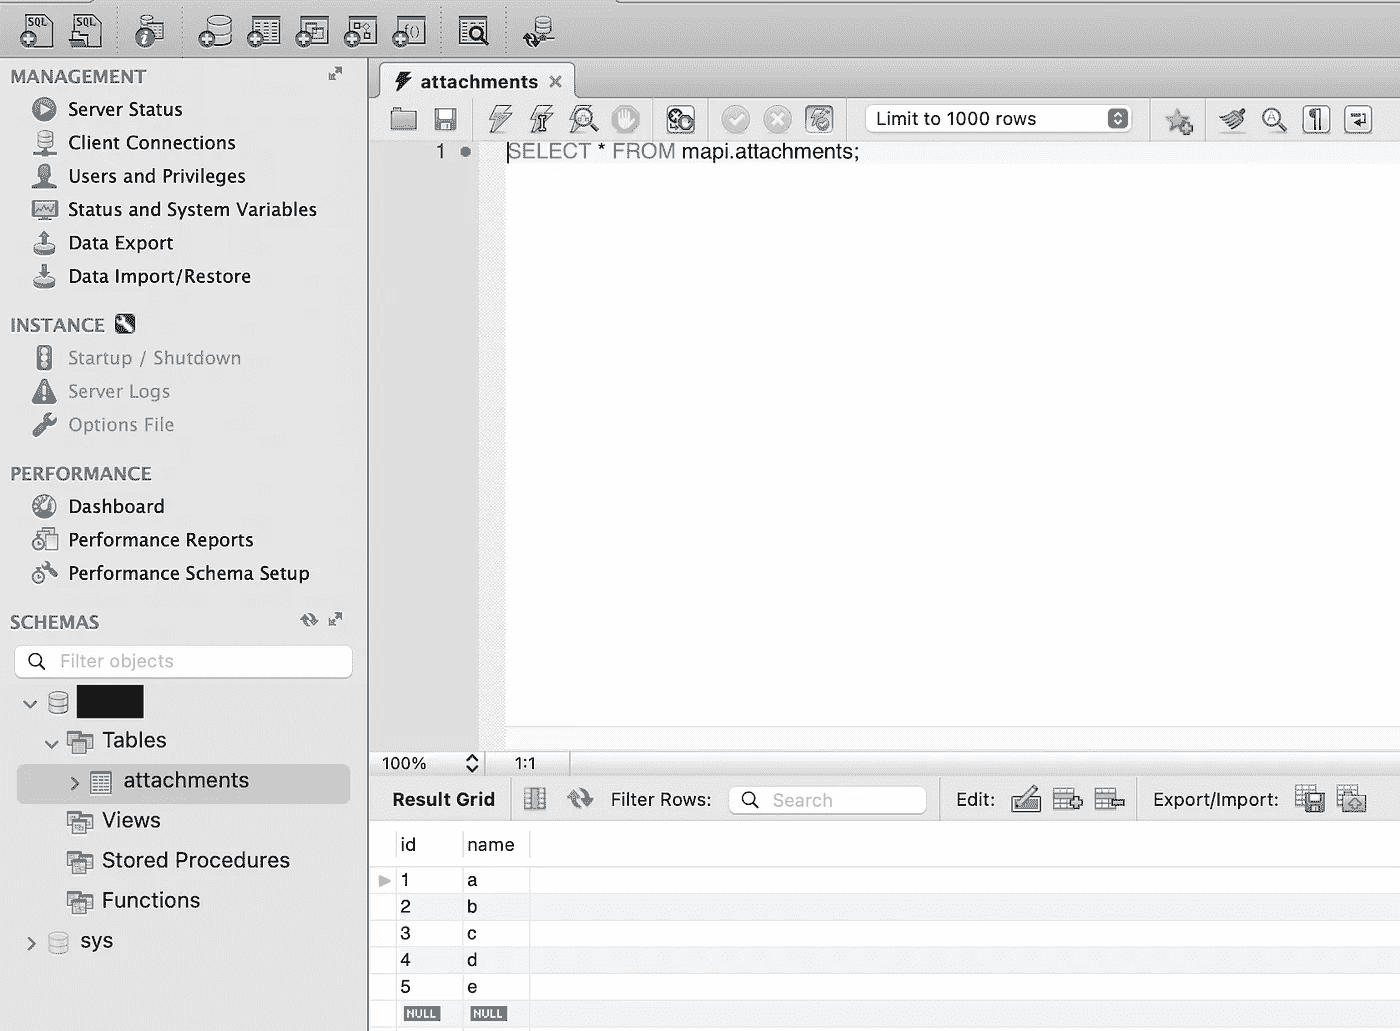 SQL SQL
MANAGEMENT
Server Status
Client Connections
Users and Privileges
Status and System Variables
Data Export
Data Import/Restore
INSTANCE
Startup / Shutdown
Server Logs
Options File
PERFORMANCE
Dashboard
Performance Reports
Performance Schema Setup
SCHEMAS
Filter objects
Tables
attachments
Views
Stored Procedures
Functions
sys
attachments
Limit to 1000 rows
1 SELECT * FROM mapi.attachments;
100% 1:1
Result Grid Filter Rows: Search Edit: Export/Import:
id name
1 a
2 b
3 c
4 d
5 e
NULL NULL